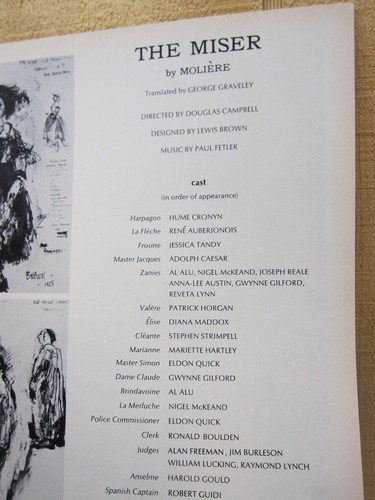 THE MISER
by MOLIÈRE
Translated by GEORGE GRAVELEY
DIRECTED BY DOUGLAS CAMPBELL
DESIGNED BY LEWIS BROWN
MUSIC BY PAUL FETLER
cast
(in order of appearance)
Harpagon HUME CRONYN
La Flèche RENÉ AUBERJONOIS
Frosine JESSICA TANDY
Master Jacques ADOLPH CAESAR
Zanies AL ALU, NIGEL McKEAND, JOSEPH REALE
ANNA-LEE AUSTIN, GWYNNE GILFORD,
REVETA LYNN
Valère PATRICK HORGAN
Élise DIANA MADDOX
Cléante STEPHEN STRIMPELL
Marianne MARIETTE HARTLEY
Master Simon ELDON QUICK
Dame Claude GWYNNE GILFORD
Brindavoine AL ALU
La Merluche NIGEL McKEAND
Police Commissioner ELDON QUICK
Clerk RONALD BOULDEN
Judges ALAN FREEMAN, JIM BURLESON
WILLIAM LUCKING, RAYMOND LYNCH
Anselme HAROLD GOULD
Spanish Captain ROBERT GUIDI